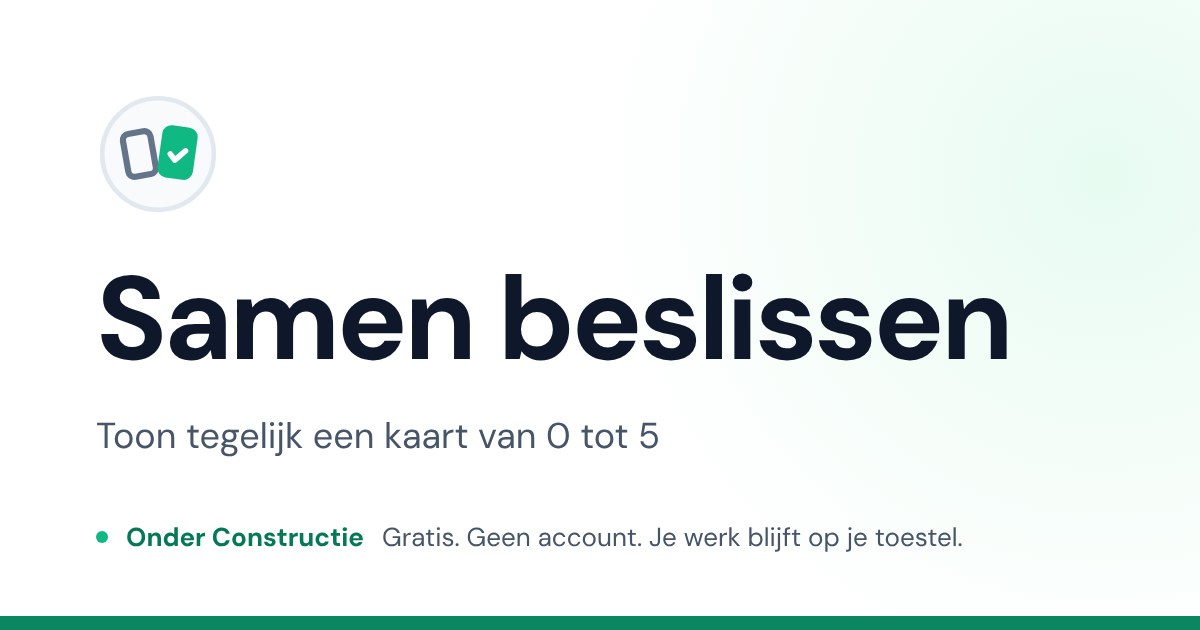 Samen beslissen
Toon tegelijk een kaart van 0 tot 5
Onder Constructie Gratis. Geen account. Je werk blijft op je toestel.